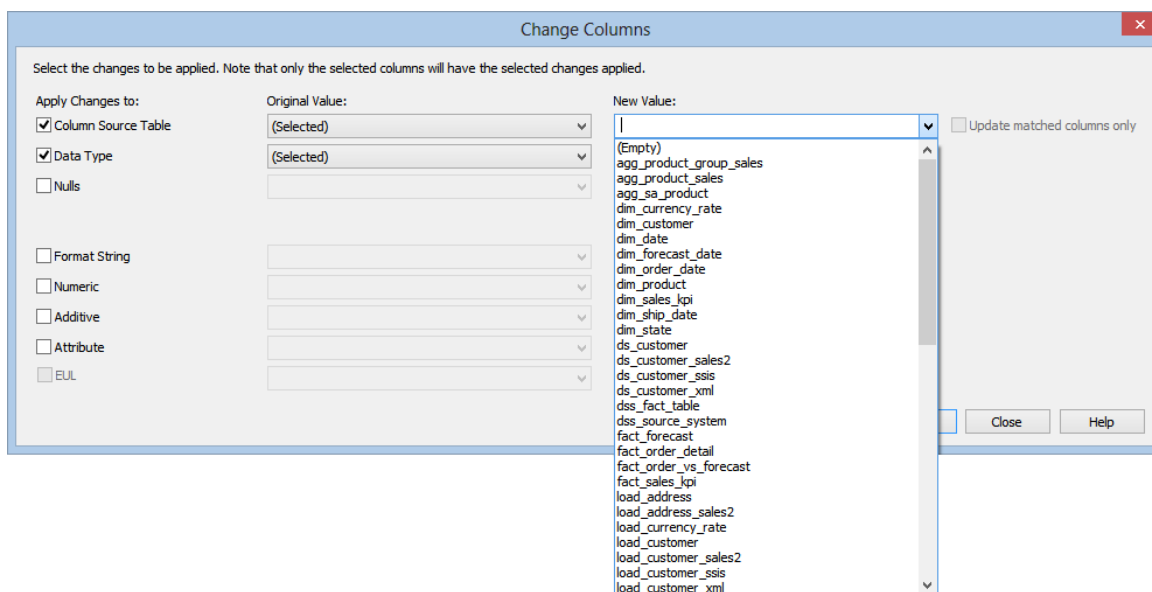 Change Columns
Select the changes to be applied. Note that only the selected columns will have the selected changes applied.
Apply Changes to: Original Value: New Value:
Column Source Table (Selected) Update matched columns only
Data Type (Selected)
Nulls
Format String
Numeric
Additive
Attribute
EUL
(Empty)
agg_product_group_sales
agg_product_sales
agg_sa_product
dim_currency_rate
dim_customer
dim_date
dim_forecast_date
dim_order_date
dim_product
dim_sales_kpi
dim_ship_date
dim_state
ds_customer
ds_customer_sales2
ds_customer_ssis
ds_customer_xml
dss_fact_table
dss_source_system
fact_forecast
fact_order_detail
fact_order_vs_forecast
fact_sales_kpi
load_address
load_address_sales2
load_currency_rate
load_customer
load_customer_sales2
load_customer_ssis
load_customer_xml
Close Help